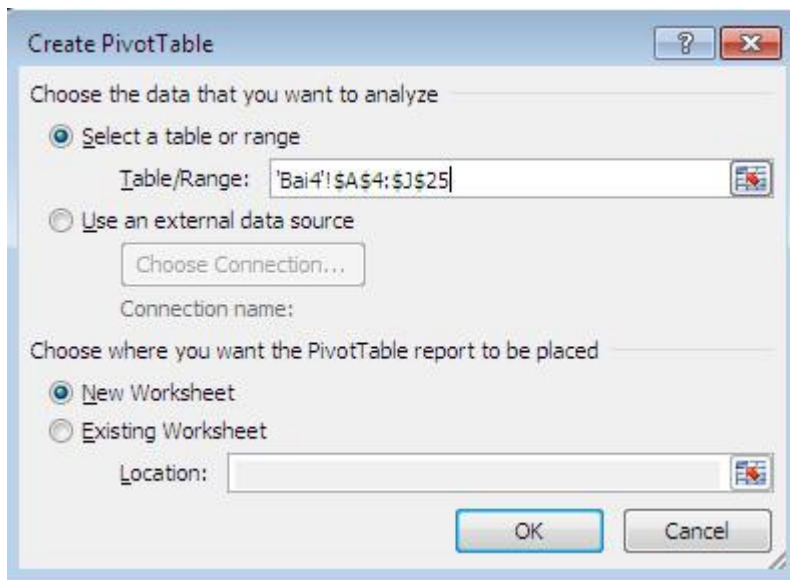 Create PivotTable
Choose the data that you want to analyze
Select a table or range
Table/Range: 'Bai4'!$A$4:$J$25
Use an external data source
Choose Connection...
Connection name:
Choose where you want the PivotTable report to be placed
New Worksheet
Existing Worksheet
Location:
OK Cancel